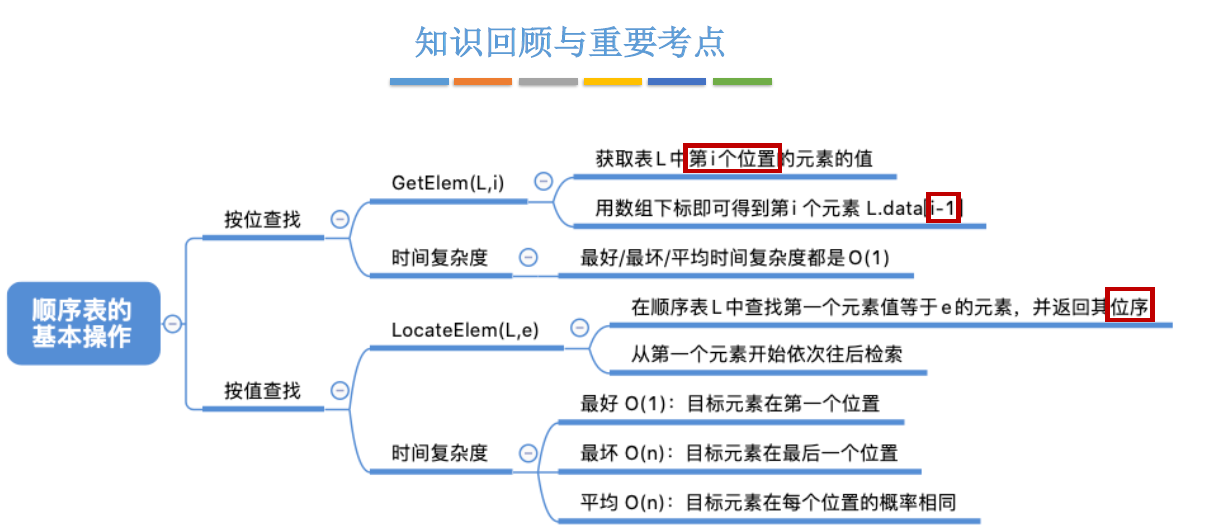 知识回顾与重要考点
顺序表的
基本操作
按位查找
GetElem(L,i)
获取表L中第i个位置的元素的值
用数组下标即可得到第i个元素 L.data[i-1]
时间复杂度
最好/最坏/平均时间复杂度都是O(1)
按值查找
LocateElem(L,e)
在顺序表L中查找第一个元素值等于e的元素，并返回其位序
从第一个元素开始依次往后检索
时间复杂度
最好 O(1)：目标元素在第一个位置
最坏 O(n)：目标元素在最后一个位置
平均 O(n)：目标元素在每个位置的概率相同